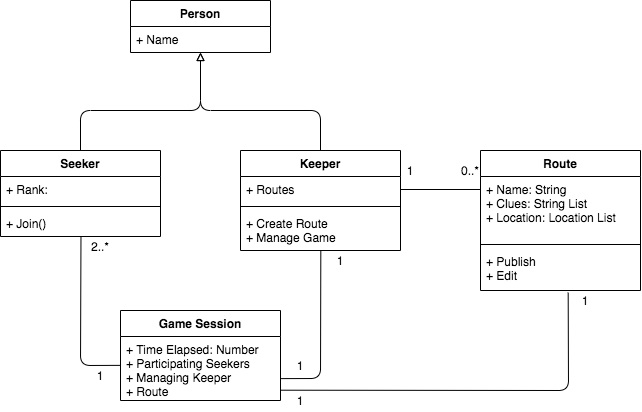 Person
+ Name
Seeker
+ Rank:
+ Join()
2..*
Keeper
+ Routes
+ Create Route
+ Manage Game
1
0..*
1
Route
+ Name: String
+ Clues: String List
+ Location: Location List
+ Publish
+ Edit
1
Game Session
+ Time Elapsed: Number
+ Participating Seekers
+ Managing Keeper
+ Route
1
1
1